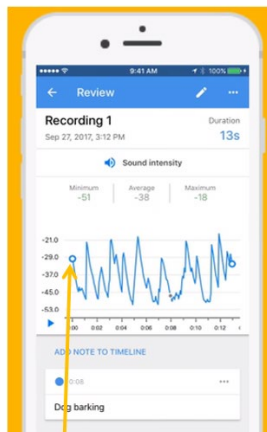 9:41 AM 100%
Review
Recording 1 Duration
Sep 27, 2017, 3:12 PM 13s
Sound intensity
Minimum Average Maximum
-51 -38 -18
-21.0
-29.0
-37.0
-45.0
-53.0
0:00 0:02 0:04 0:06 0:08 0:10 0:12
ADD NOTE TO TIMELINE
0:08
Dog barking